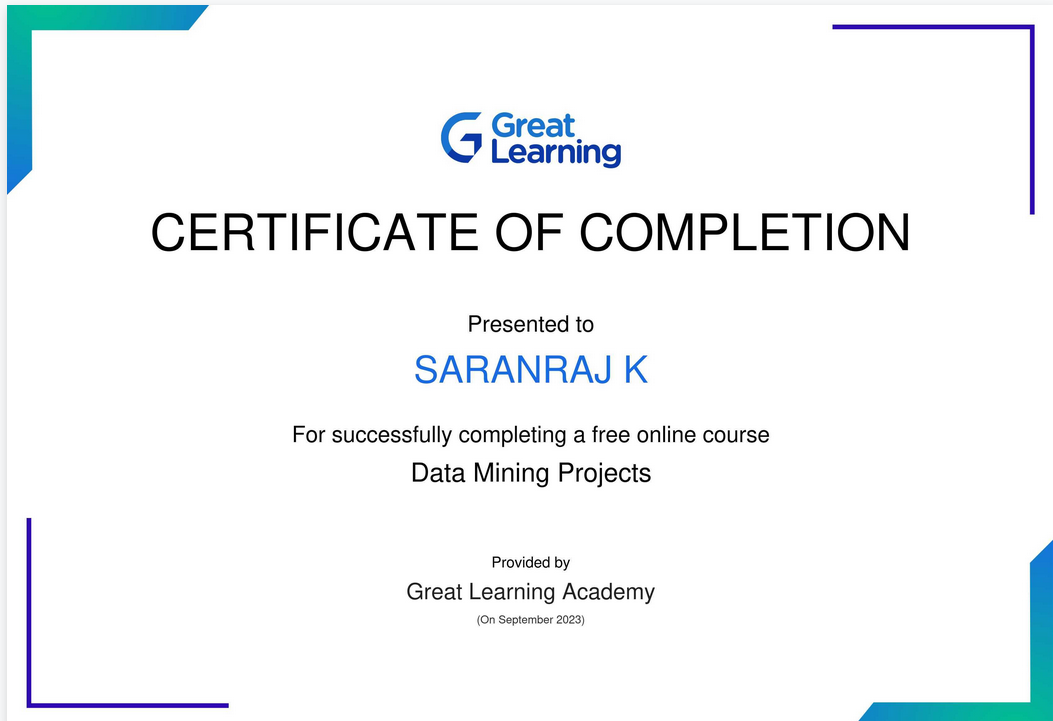 Great
Learning
CERTIFICATE OF COMPLETION
Presented to
SARANRAJ K
For successfully completing a free online course
Data Mining Projects
Provided by
Great Learning Academy
(On September 2023)